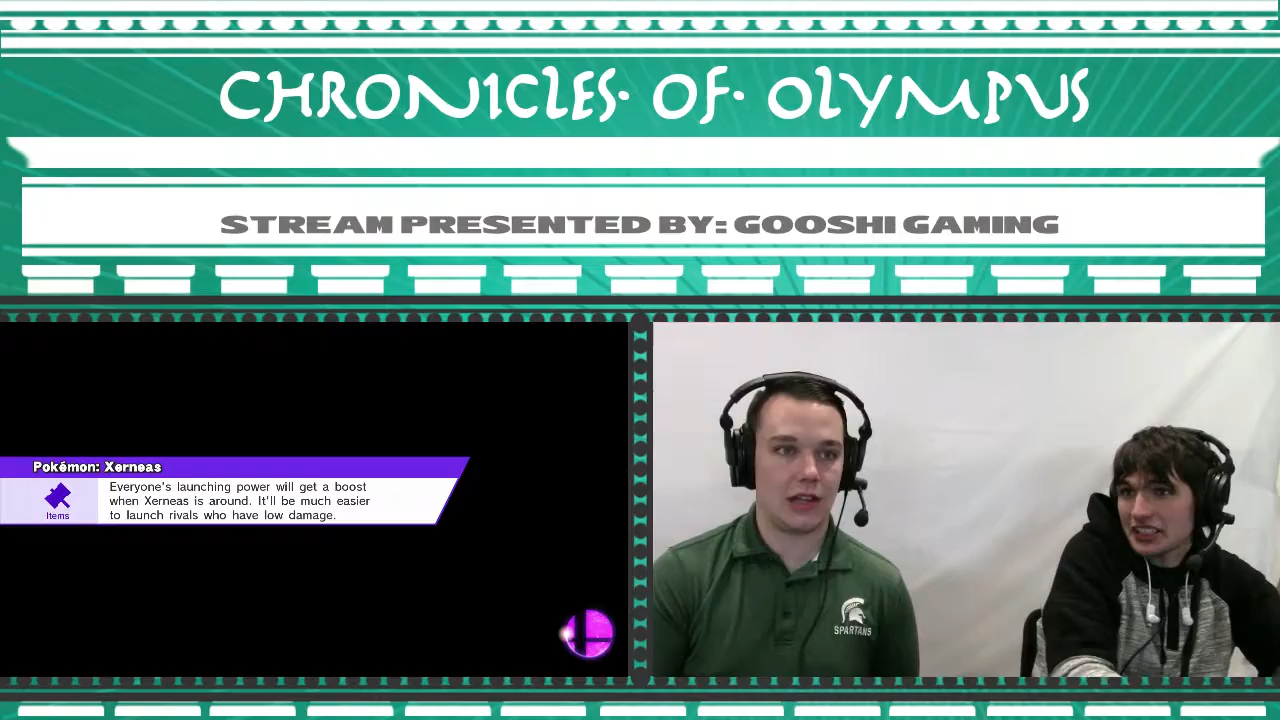 CHRONICLES OF OLYMPUS
STREAM PRESENTED BY: GOOSHI GAMING
Pokémon: Xerneas
Items
Everyone's launching power will get a boost
when Xerneas is around. It'll be much easier
to launch rivals who have low damage.
SPARTANS